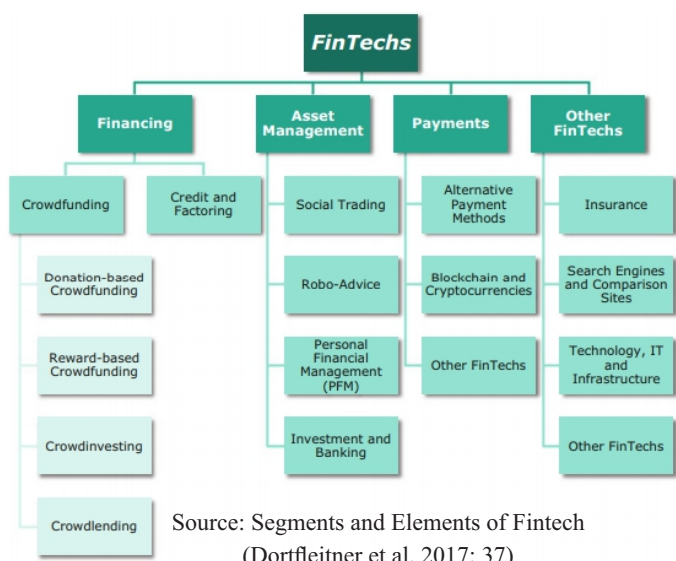 FinTechs
Financing
Asset
Management
Payments
Other
FinTechs
Crowdfunding
Credit and
Factoring
Social Trading
Alternative
Payment
Methods
Insurance
Donation-based
Crowdfunding
Robo-Advice
Blockchain and
Cryptocurrencies
Search Engines
and Comparison
Sites
Reward-based
Crowdfunding
Personal
Financial
Management
(PFM)
Other FinTechs
Technology, IT
and
Infrastructure
Crowdinvesting
Investment and
Banking
Other FinTechs
Crowdlending
Source: Segments and Elements of Fintech
(Dortfleitner et al. 2017: 37)